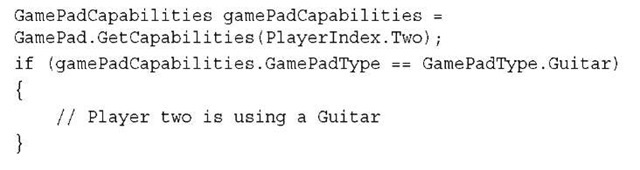 GamePadCapabilities gamePadCapabilities =
GamePad.GetCapabilities(PlayerIndex.Two);
if (gamePadCapabilities.GamePadType == GamePadType.Guitar)
{
    // Player two is using a Guitar
}